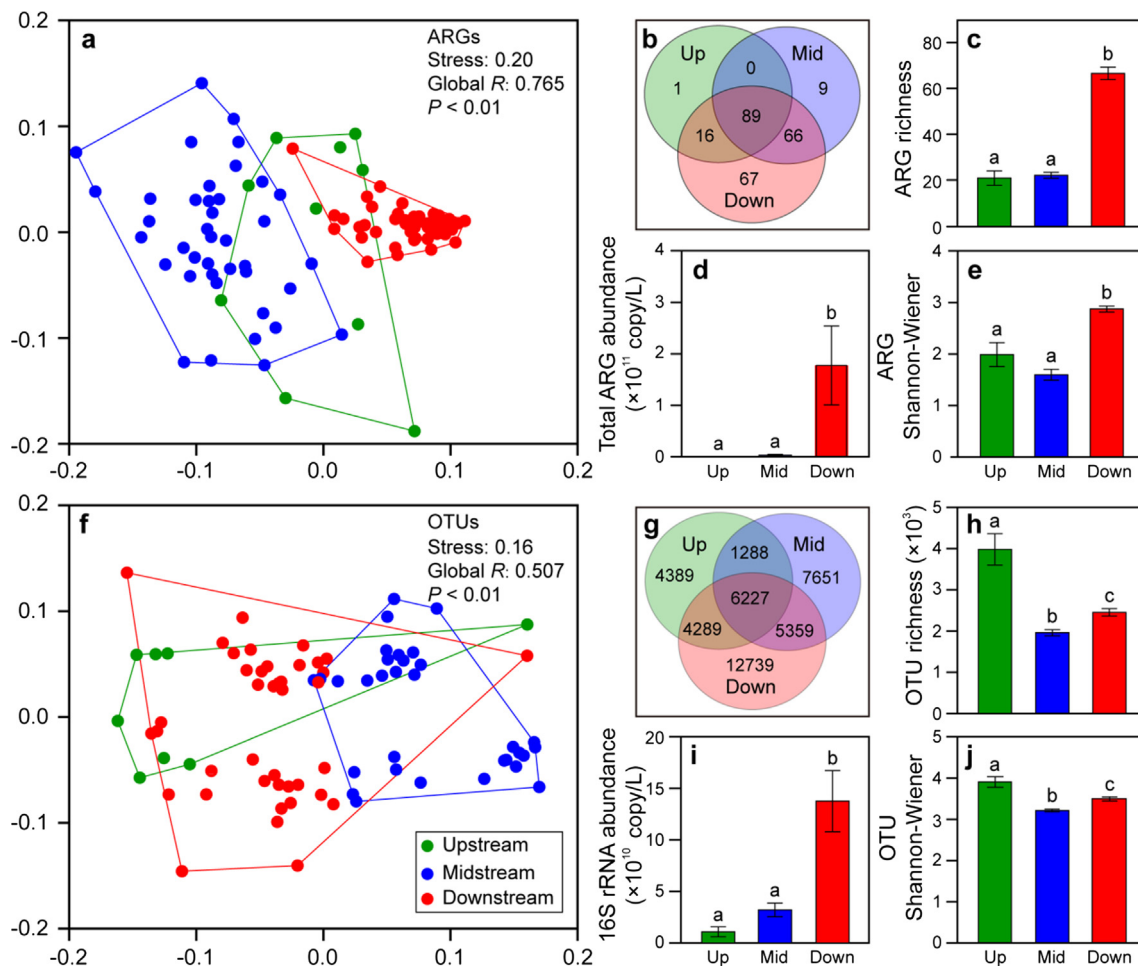 a
ARGs
Stress: 0.20
Global R: 0.765
P < 0.01
0.2
0.1
0.0
-0.1
-0.2
-0.2
-0.1
0.0
0.1
0.2
b
Up
Mid
Down
1
0
9
89
16
66
67
c
ARG richness
80
60
40
20
0
a
a
b
d
Total ARG abundance
(×10¹¹ copy/L)
4
3
2
1
0
a
a
b
Up
Mid
Down
e
ARG
Shannon-Wiener
4
3
2
1
0
a
a
b
Up
Mid
Down
f
OTUs
Stress: 0.16
Global R: 0.507
P < 0.01
0.2
0.1
0.0
-0.1
-0.2
-0.2
-0.1
0.0
0.1
0.2
Upstream
Midstream
Downstream
g
Up
Mid
Down
4389
1288
7651
6227
4289
5359
12739
h
OTU richness (×10³)
5
4
3
2
1
0
a
b
c
i
16S rRNA abundance
(×10¹⁰ copy/L)
20
15
10
5
0
a
a
b
Up
Mid
Down
j
OTU
Shannon-Wiener
5
4
3
2
1
0
a
b
c
Up
Mid
Down